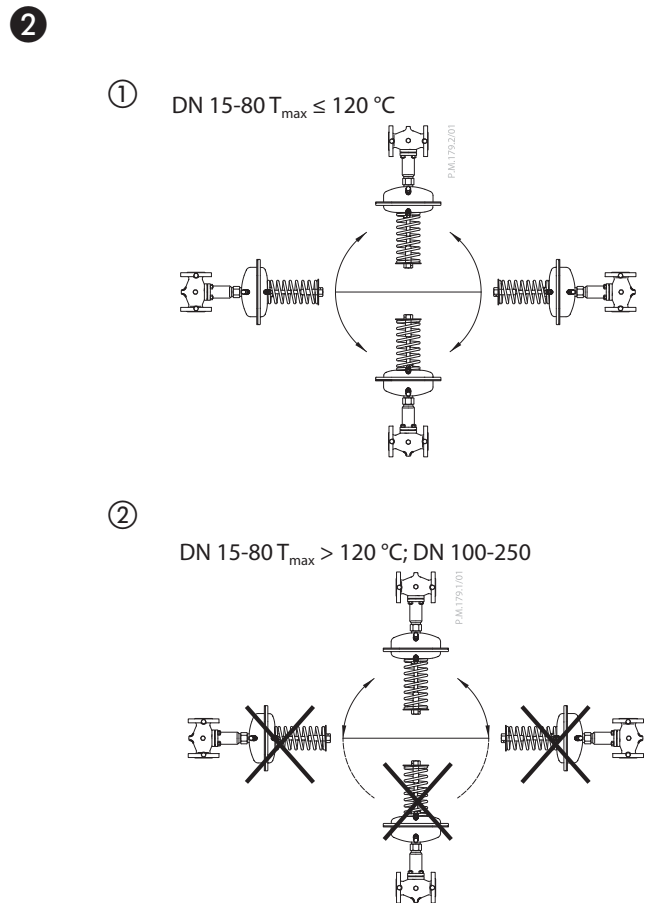 2
① DN 15-80 Tmax ≤ 120 °C
P.M.179.2/01
② 
DN 15-80 Tmax > 120 °C; DN 100-250
P.M.179.1/01